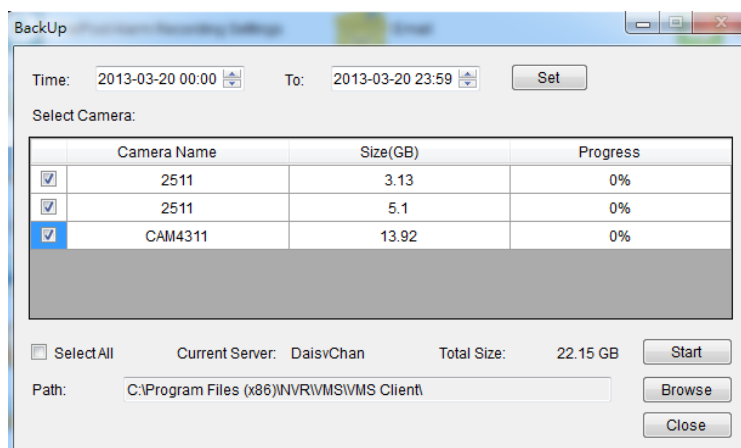 BackUp
Time: 2013-03-20 00:00 To: 2013-03-20 23:59 Set
Select Camera:
Camera Name Size(GB) Progress
2511 3.13 0%
2511 5.1 0%
CAM4311 13.92 0%
Select All Current Server: DaisyChan Total Size: 22.15 GB Start
Path: C:\Program Files (x86)\NVR\VMS\VMS Client\ Browse
Close